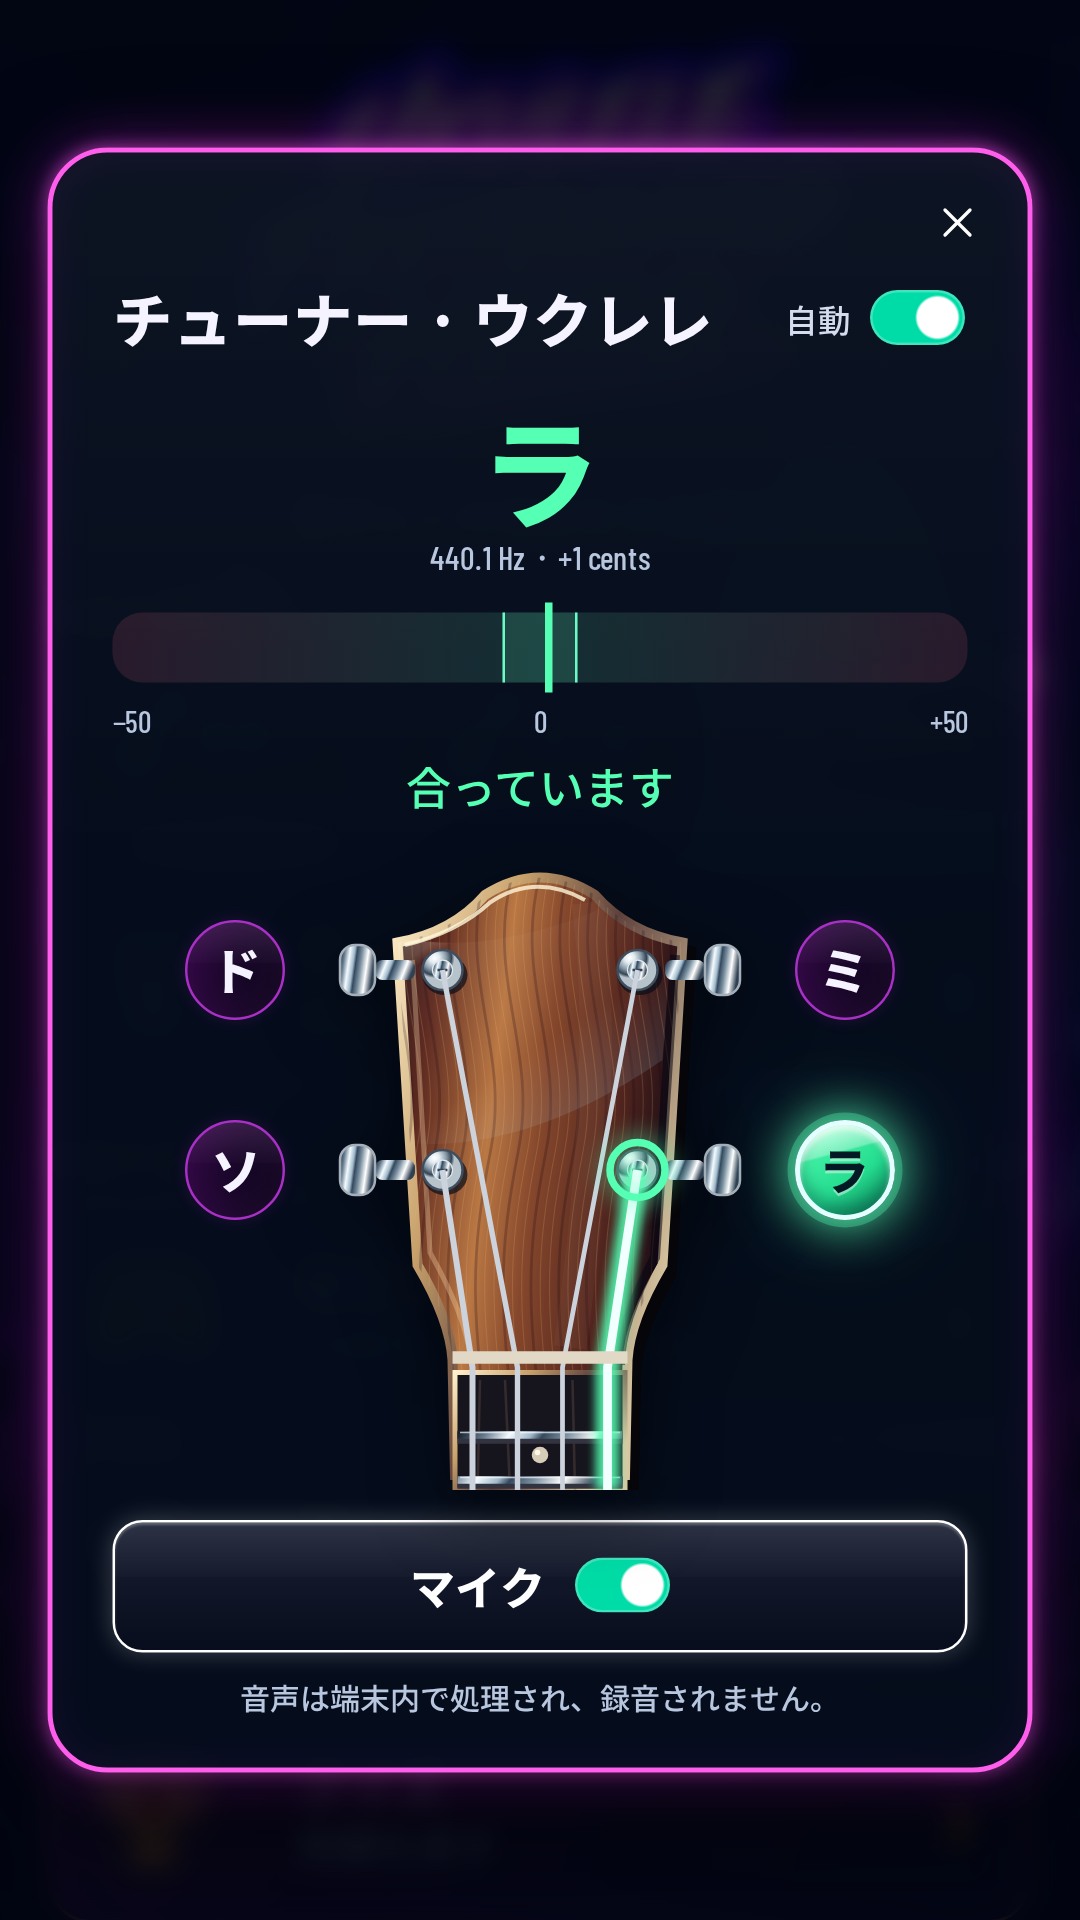 チューナー・ウクレレ 自動
ラ
440.1 Hz · +1 cents
−50 0 +50
合っています
ド ミ
ソ ラ
マイク
音声は端末内で処理され、録音されません。